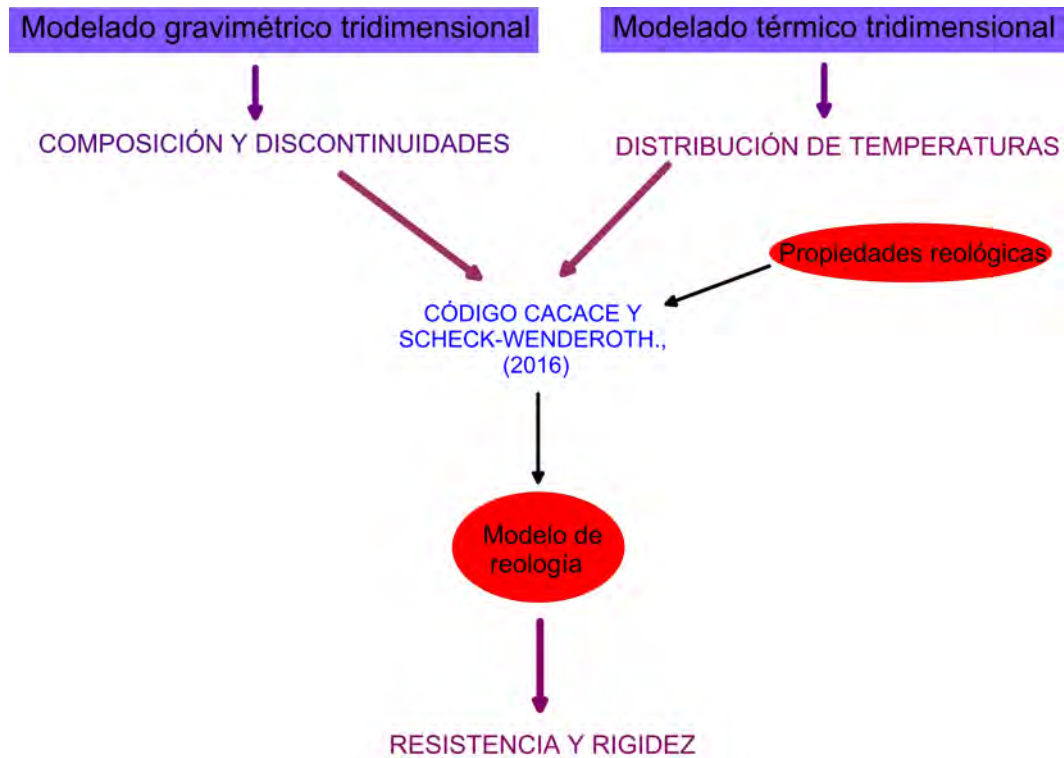 Modelado gravimétrico tridimensional
Modelado térmico tridimensional
COMPOSICIÓN Y DISCONTINUIDADES
DISTRIBUCIÓN DE TEMPERATURAS
Propiedades reológicas
CÓDIGO CACACE Y
SCHECK-WENDEROTH.,
(2016)
Modelo de
reología
RESISTENCIA Y RIGIDEZ